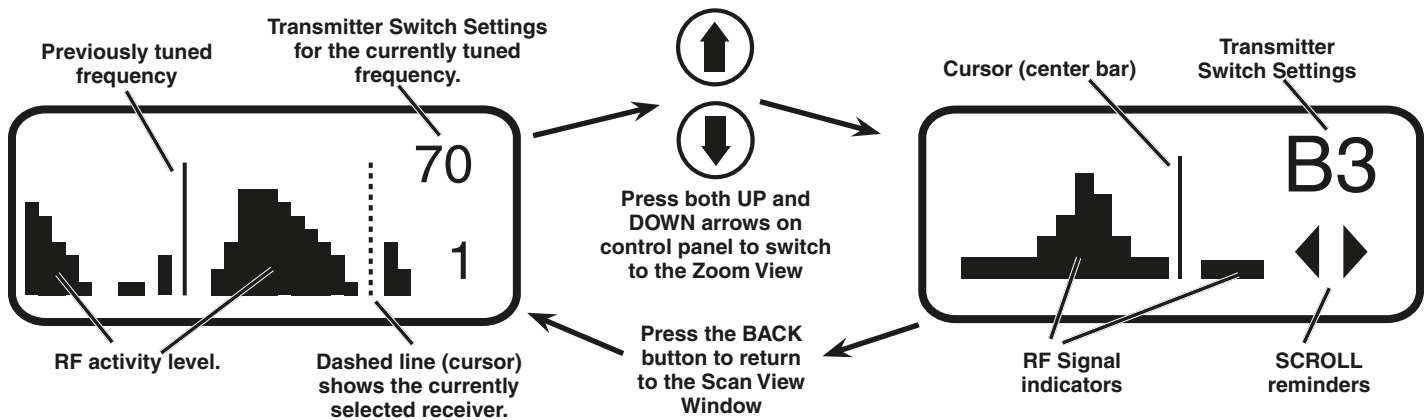 Previously tuned
frequency
Transmitter Switch Settings
for the currently tuned
frequency.
70
1
RF activity level.
Dashed line (cursor)
shows the currently
selected receiver.
Press both UP and
DOWN arrows on
control panel to switch
to the Zoom View
Press the BACK
button to return
to the Scan View
Window
Cursor (center bar)
Transmitter
Switch Settings
B3
RF Signal
indicators
SCROLL
reminders